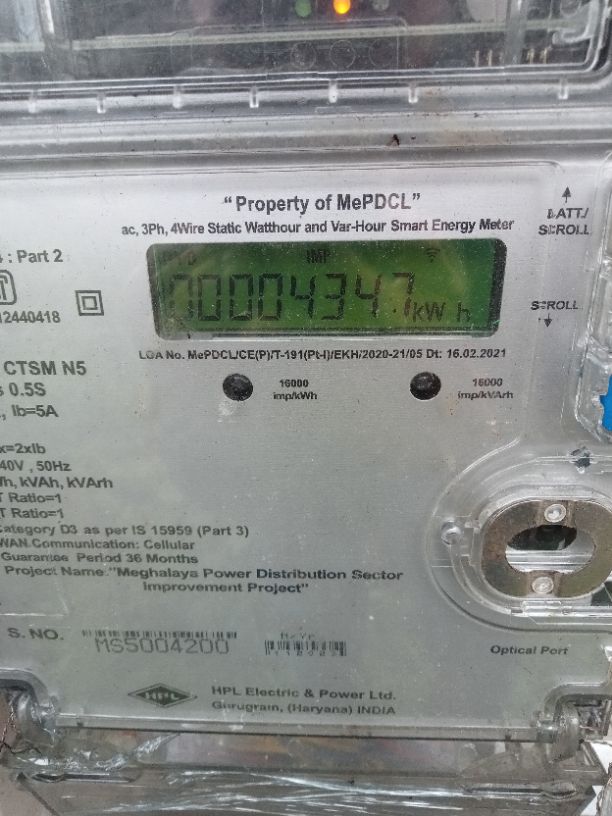 "Property of MePDCL"
ac, 3Ph, 4Wire Static Watthour and Var-Hour Smart Energy Meter
BATT./
SCROLL
: Part 2
IMP
00004347 kWh
12440418
SCROLL
LOA No. MePDCL/CE(P)/T-191(Pt-I)/EKH/2020-21/05 Dt: 16.02.2021
CTSM N5
0.5S
16000
imp/kWh
16000
imp/kVArh
, Ib=5A
x=2xIb
40V , 50Hz
h, kVAh, kVArh
T Ratio=1
T Ratio=1
Category D3 as per IS 15959 (Part 3)
WAN Communication: Cellular
Guarantee Period 36 Months
Project Name:"Meghalaya Power Distribution Sector
Improvement Project"
S. NO.
MS5004200
M/Yr
Optical Port
HPL
HPL Electric & Power Ltd.
Gurugram, (Haryana) INDIA